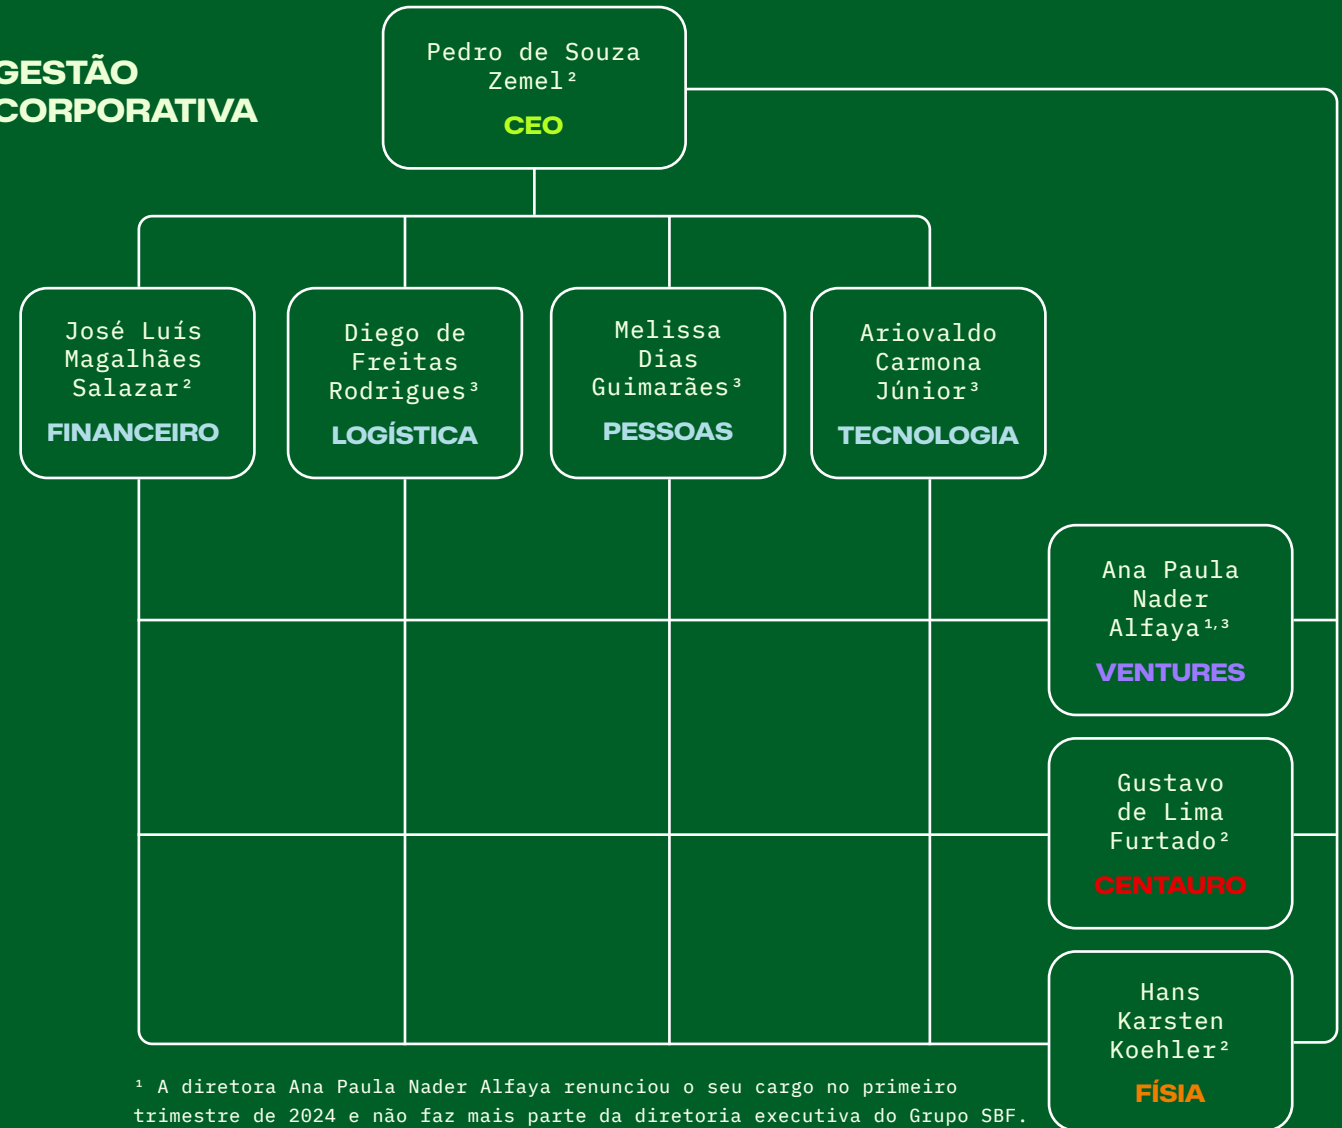 GESTÃO
CORPORATIVA
Pedro de Souza
Zemel²
CEO
José Luís
Magalhães
Salazar²
FINANCEIRO
Diego de
Freitas
Rodrigues³
LOGÍSTICA
Melissa
Dias
Guimarães³
PESSOAS
Ariovaldo
Carmona
Júnior³
TECNOLOGIA
Ana Paula
Nader
Alfaya¹,³
VENTURES
Gustavo
de Lima
Furtado²
CENTAURO
Hans
Karsten
Koehler²
FÍSIA
¹ A diretora Ana Paula Nader Alfaya renunciou o seu cargo no primeiro
trimestre de 2024 e não faz mais parte da diretoria executiva do Grupo SBF.